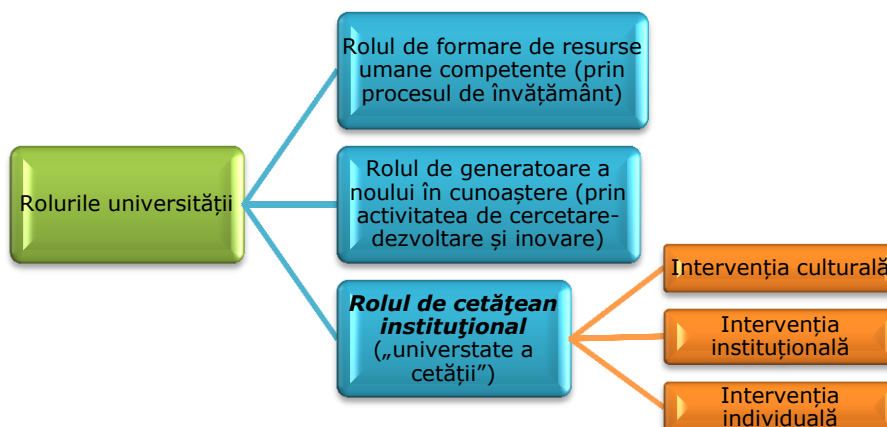 Rolurile universității
Rolul de formare de resurse
umane competente (prin
procesul de învățământ)
Rolul de generatoare a
noului în cunoaștere (prin
activitatea de cercetare-
dezvoltare și inovare)
Rolul de cetăţean
instituţional
(„universtate a
cetății”)
Intervenția culturală
Intervenția
instituțională
Intervenția
individuală